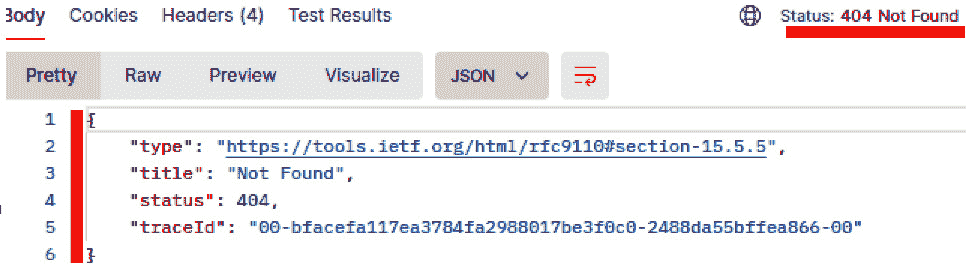 Body Cookies Headers (4) Test Results Status: 404 Not Found
Pretty Raw Preview Visualize JSON
1 {
2 "type": "https://tools.ietf.org/html/rfc9110#section-15.5.5",
3 "title": "Not Found",
4 "status": 404,
5 "traceId": "00-bfacefa117ea3784fa2988017be3f0c0-2488da55bffea866-00"
6 }